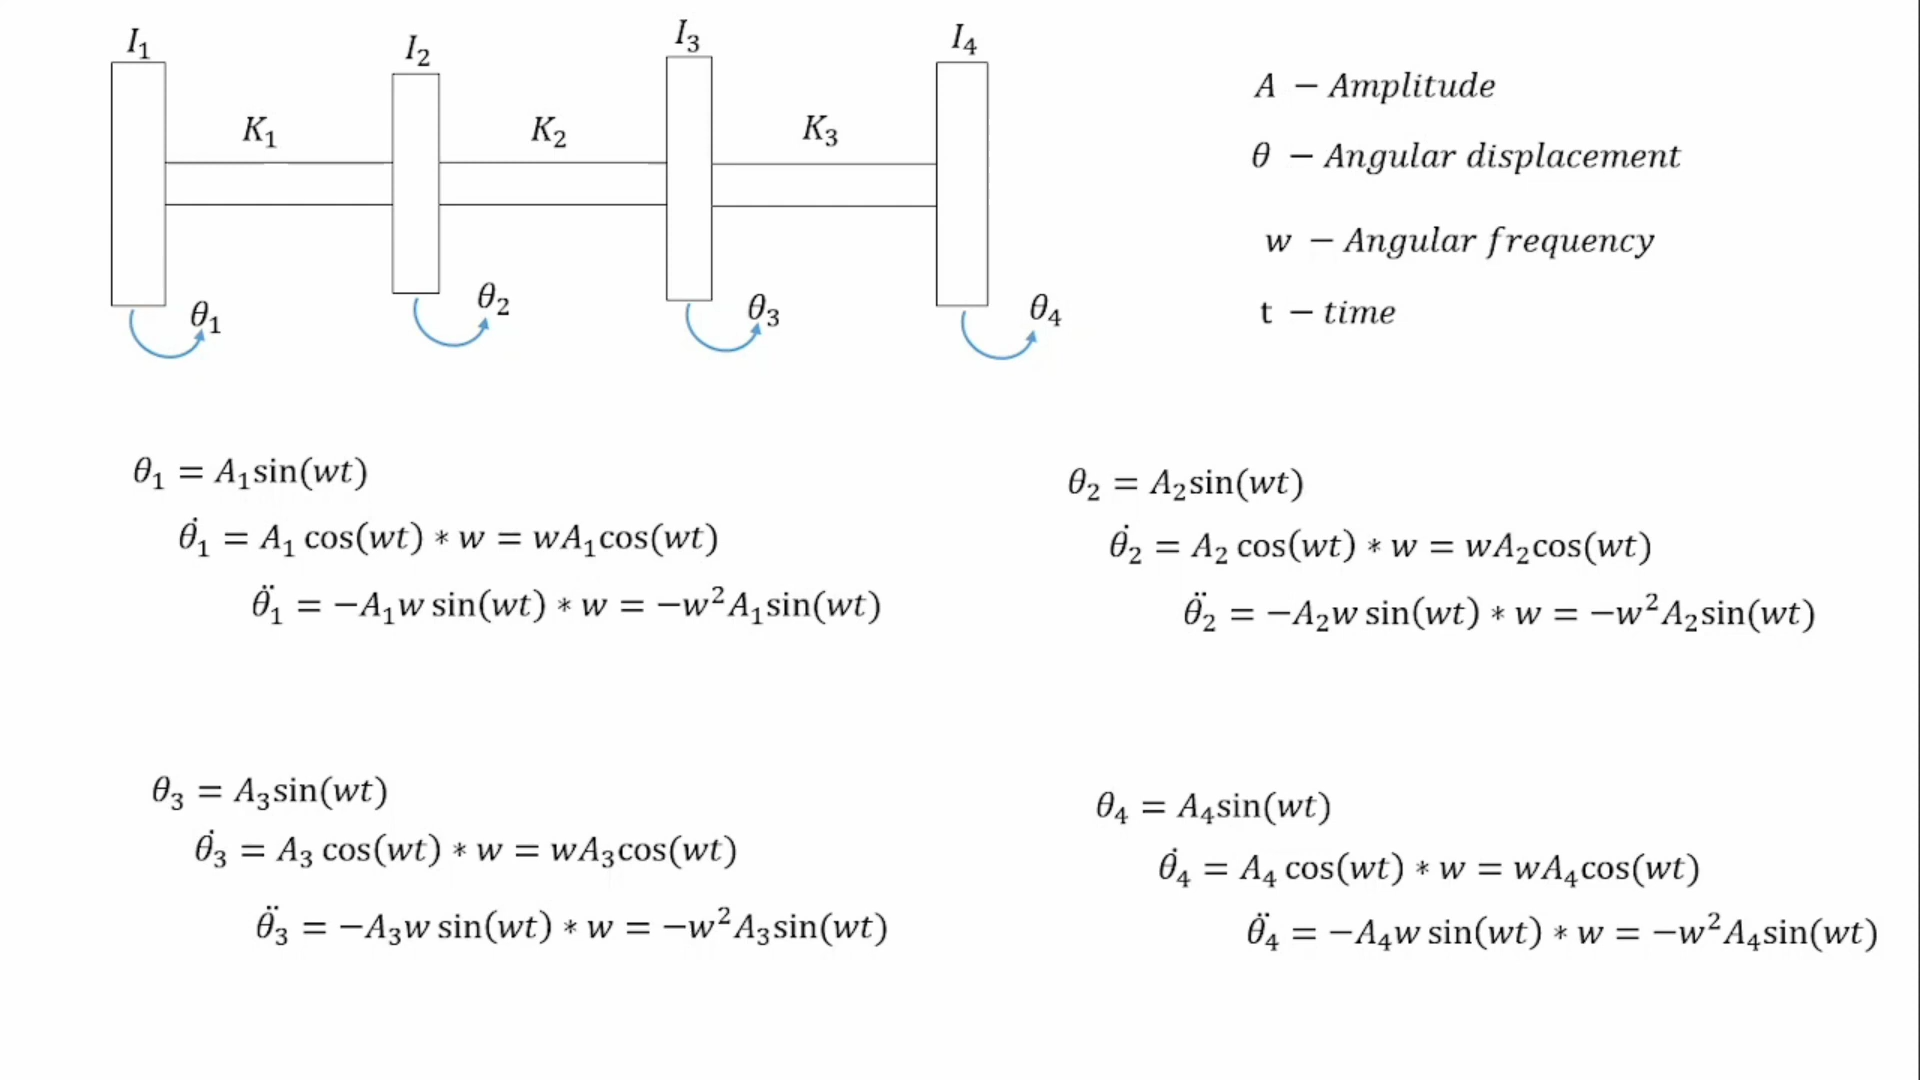 I₁ I₂ I₃ I₄
K₁ K₂ K₃
θ₁ θ₂ θ₃ θ₄
A − Amplitude
θ − Angular displacement
w − Angular frequency
t − time
θ₁ = A₁sin(wt)
θ̇₁ = A₁ cos(wt) ∗ w = wA₁cos(wt)
θ̈₁ = −A₁w sin(wt) ∗ w = −w²A₁sin(wt)
θ₂ = A₂sin(wt)
θ̇₂ = A₂ cos(wt) ∗ w = wA₂cos(wt)
θ̈₂ = −A₂w sin(wt) ∗ w = −w²A₂sin(wt)
θ₃ = A₃sin(wt)
θ̇₃ = A₃ cos(wt) ∗ w = wA₃cos(wt)
θ̈₃ = −A₃w sin(wt) ∗ w = −w²A₃sin(wt)
θ₄ = A₄sin(wt)
θ̇₄ = A₄ cos(wt) ∗ w = wA₄cos(wt)
θ̈₄ = −A₄w sin(wt) ∗ w = −w²A₄sin(wt)